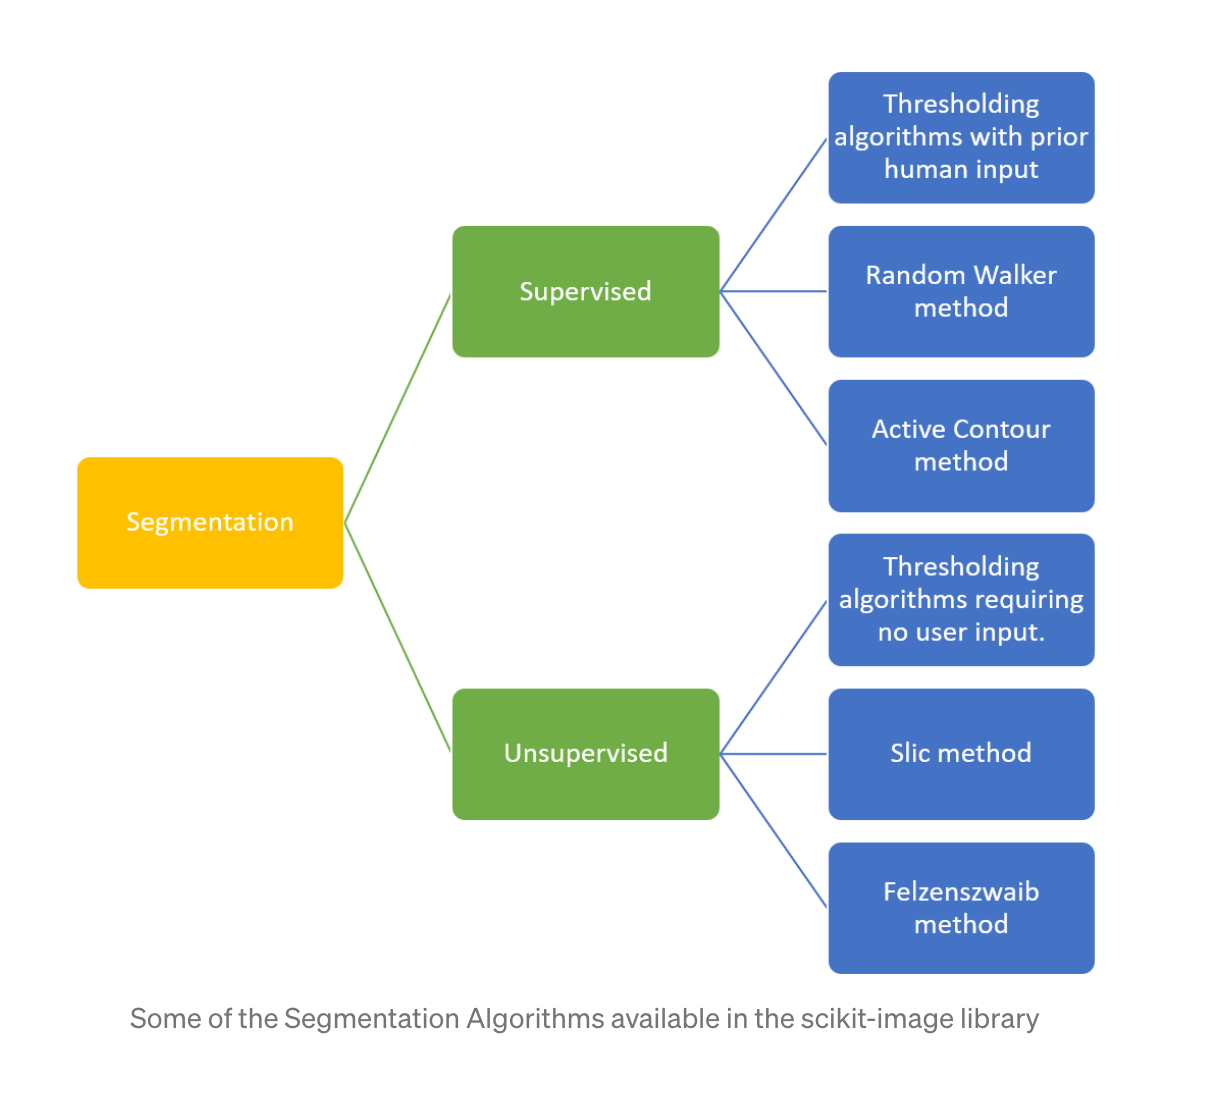 Segmentation
Supervised
Unsupervised
Thresholding
algorithms with prior
human input
Random Walker
method
Active Contour
method
Thresholding
algorithms requiring
no user input.
Slic method
Felzenszwaib
method
Some of the Segmentation Algorithms available in the scikit-image library